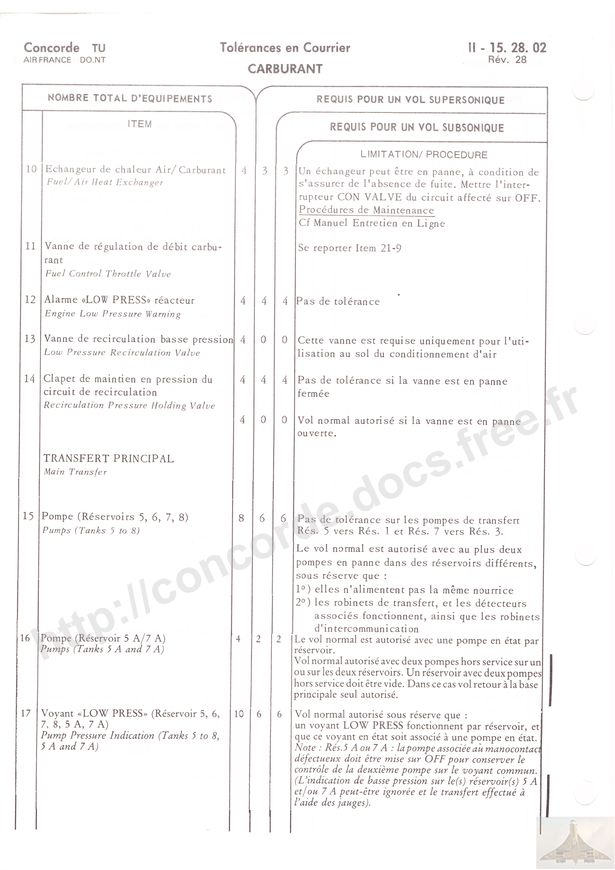 Concorde TU
AIR FRANCE DO.NT
Tolérances en Courrier
CARBURANT
II - 15. 28. 02
Rév. 28
NOMBRE TOTAL D'EQUIPEMENTS
REQUIS POUR UN VOL SUPERSONIQUE
ITEM
REQUIS POUR UN VOL SUBSONIQUE
LIMITATION/ PROCEDURE
10 Echangeur de chaleur Air/ Carburant 4 3 3 Un échangeur peut être en panne, à condition de
Fuel/ Air Heat Exchanger s'assurer de l'absence de fuite. Mettre l'inter-
rupteur CON VALVE du circuit affecté sur OFF.
Procédures de Maintenance
Cf Manuel Entretien en Ligne
11 Vanne de régulation de débit carbu- Se reporter Item 21-9
rant
Fuel Control Throttle Valve
12 Alarme «LOW PRESS» réacteur 4 4 4 Pas de tolérance
Engine Low Pressure Warning
13 Vanne de recirculation basse pression 4 0 0 Cette vanne est requise uniquement pour l'uti-
Low Pressure Recirculation Valve lisation au sol du conditionnement d'air
14 Clapet de maintien en pression du 4 4 4 Pas de tolérance si la vanne est en panne
circuit de recirculation fermée
Recirculation Pressure Holding Valve
4 0 0 Vol normal autorisé si la vanne est en panne
ouverte.
TRANSFERT PRINCIPAL
Main Transfer
15 Pompe (Réservoirs 5, 6, 7, 8) 8 6 6 Pas de tolérance sur les pompes de transfert
Pumps (Tanks 5 to 8) Rés. 5 vers Rés. 1 et Rés. 7 vers Rés. 3.
Le vol normal est autorisé avec au plus deux
pompes en panne dans des réservoirs différents,
sous réserve que :
1°) elles n'alimentent pas la même nourrice
2°) les robinets de transfert, et les détecteurs
associés fonctionnent, ainsi que les robinets
d'intercommunication
16 Pompe (Réservoir 5 A/7 A) 4 2 2 Le vol normal est autorisé avec une pompe en état par
Pumps (Tanks 5 A and 7 A) réservoir.
Vol normal autorisé avec deux pompes hors service sur un
ou sur les deux réservoirs. Un réservoir avec deux pompes
hors service doit être vide. Dans ce cas vol retour à la base
principale seul autorisé.
17 Voyant «LOW PRESS» (Réservoir 5, 6, 10 6 6 Vol normal autorisé sous réserve que :
7, 8, 5 A, 7 A) un voyant LOW PRESS fonctionnent par réservoir, et
Pump Pressure Indication (Tanks 5 to 8, que ce voyant en état soit associé à une pompe en état.
5 A and 7 A) Note : Rés.5 A ou 7 A : la pompe associée au manocontact
défectueux doit être mise sur OFF pour conserver le
contrôle de la deuxième pompe sur le voyant commun.
(L'indication de basse pression sur le(s) réservoir(s) 5 A
et/ou 7 A peut-être ignorée et le transfert effectué à
l'aide des jauges).
http://concorde.docs.free.fr